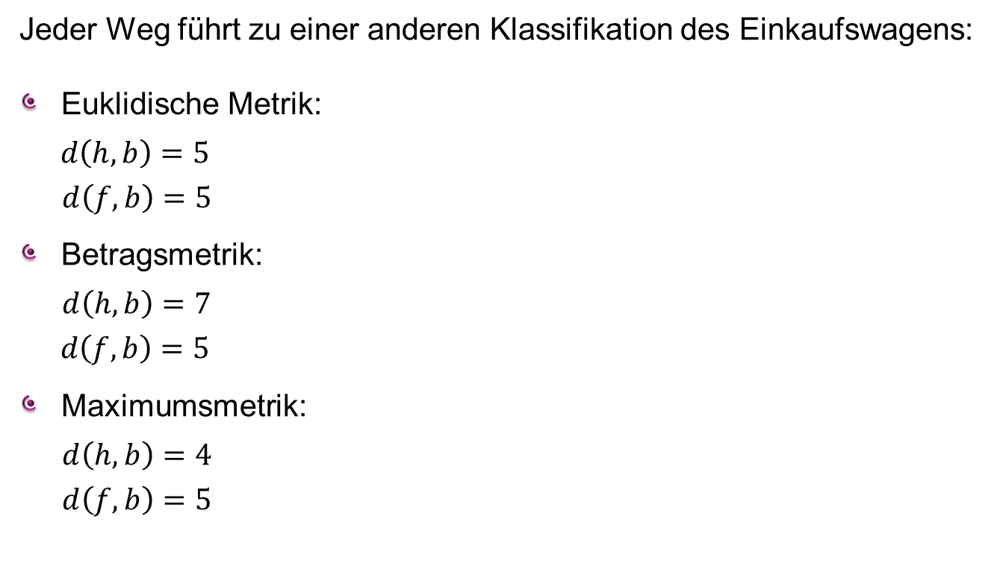 Jeder Weg führt zu einer anderen Klassifikation des Einkaufswagens:
Euklidische Metrik:
d(h, b) = 5
d(f, b) = 5
Betragsmetrik:
d(h, b) = 7
d(f, b) = 5
Maximumsmetrik:
d(h, b) = 4
d(f, b) = 5